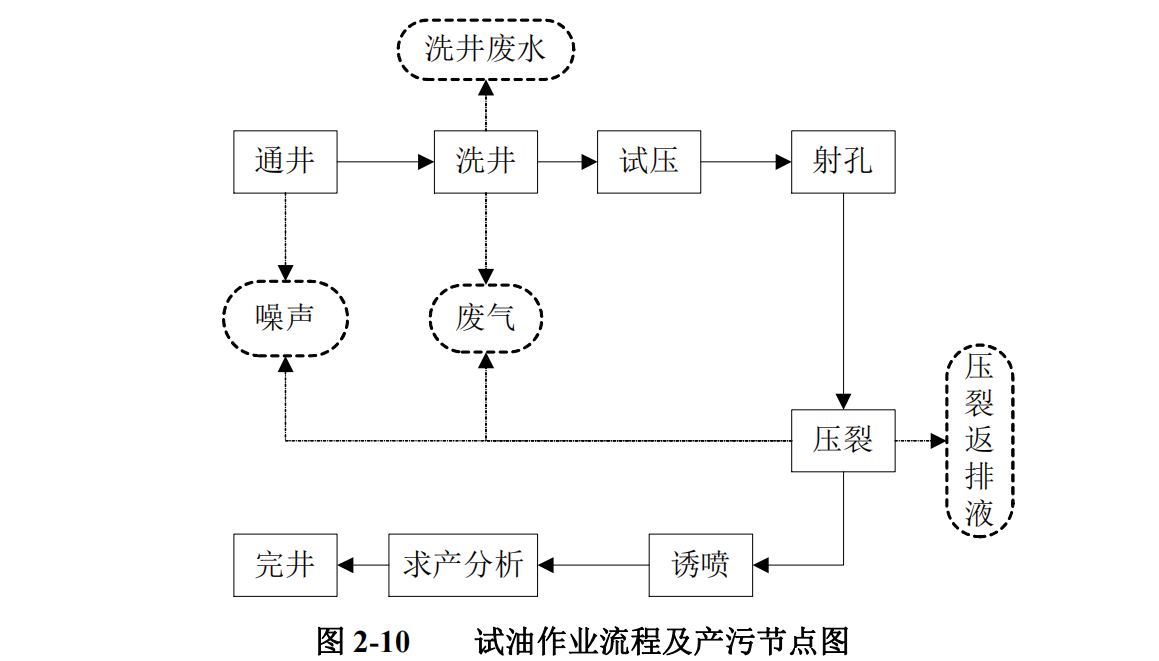 洗井废水
通井
洗井
试压
射孔
噪声
废气
压裂
压裂返排液
完井
求产分析
诱喷
图 2-10 试油作业流程及产污节点图